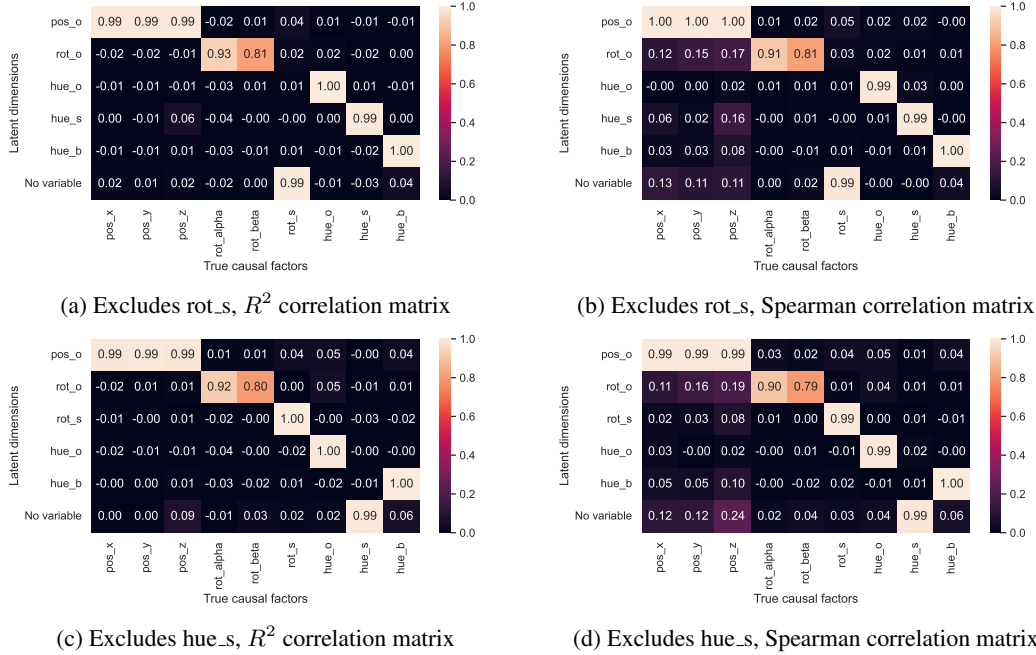 Latent dimensions
pos_o 0.99 0.99 0.99 -0.02 0.01 0.04 0.01 -0.01 -0.01
rot_o -0.02 -0.02 -0.01 0.93 0.81 0.02 0.02 -0.01 0.00
hue_o -0.01 -0.01 -0.01 -0.03 0.01 0.01 1.00 0.01 -0.01
hue_s 0.00 -0.01 0.06 -0.04 -0.00 -0.00 0.00 0.99 -0.00
hue_b -0.01 -0.01 0.01 -0.03 -0.01 0.01 -0.01 -0.02 1.00
No variable 0.02 0.01 0.02 -0.02 0.00 0.99 -0.01 -0.03 0.04
pos_x pos_y pos_z rot_alpha rot_beta rot_s hue_o hue_s hue_b
True causal factors
1.0
0.8
0.6
0.4
0.2
0.0
(a) Excludes rot_s, R² correlation matrix
Latent dimensions
pos_o 1.00 1.00 1.00 -0.02 0.01 0.05 0.02 0.02 -0.00
rot_o 0.12 0.15 0.17 0.91 0.81 0.03 0.02 0.01 0.01
hue_o -0.00 0.00 0.02 0.01 0.01 0.01 0.99 0.03 0.00
hue_s 0.06 0.02 0.16 -0.00 0.01 -0.00 0.01 0.99 -0.01
hue_b 0.03 0.03 0.08 -0.00 -0.01 -0.01 0.01 0.01 1.00
No variable 0.13 0.11 0.11 0.00 0.02 0.99 -0.00 -0.00 0.04
pos_x pos_y pos_z rot_alpha rot_beta rot_s hue_o hue_s hue_b
True causal factors
1.0
0.8
0.6
0.4
0.2
0.0
(b) Excludes rot_s, Spearman correlation matrix
Latent dimensions
pos_o 0.99 0.99 0.99 0.01 0.01 0.04 0.05 -0.00 0.04
rot_o -0.02 0.01 0.01 0.92 0.80 0.00 0.05 -0.01 0.01
rot_s -0.01 -0.00 0.01 -0.02 -0.00 1.00 -0.00 -0.03 -0.02
hue_o -0.02 -0.01 -0.01 -0.04 -0.00 -0.02 1.00 -0.00 -0.00
hue_b -0.00 -0.00 0.01 -0.04 0.00 -0.02 -0.01 -0.00 1.00
No variable 0.00 0.00 0.09 -0.01 0.03 0.02 0.02 0.99 0.06
pos_x pos_y pos_z rot_alpha rot_beta rot_s hue_o hue_s hue_b
True causal factors
1.0
0.8
0.6
0.4
0.2
0.0
(c) Excludes hue_s, R² correlation matrix
Latent dimensions
pos_o 0.99 0.99 0.99 0.03 0.02 0.04 0.05 0.01 0.04
rot_o 0.11 0.16 0.19 0.90 0.79 0.01 0.04 0.01 0.01
rot_s 0.02 0.03 0.08 0.01 0.00 0.99 0.00 0.00 -0.01
hue_o 0.03 -0.00 0.02 -0.00 0.01 -0.00 0.99 0.00 0.00
hue_b 0.05 0.05 0.10 -0.00 -0.02 0.02 -0.01 0.01 1.00
No variable 0.12 0.12 0.24 0.02 0.04 0.03 0.04 0.99 0.06
pos_x pos_y pos_z rot_alpha rot_beta rot_s hue_o hue_s hue_b
True causal factors
1.0
0.8
0.6
0.4
0.2
0.0
(d) Excludes hue_s, Spearman correlation matrix